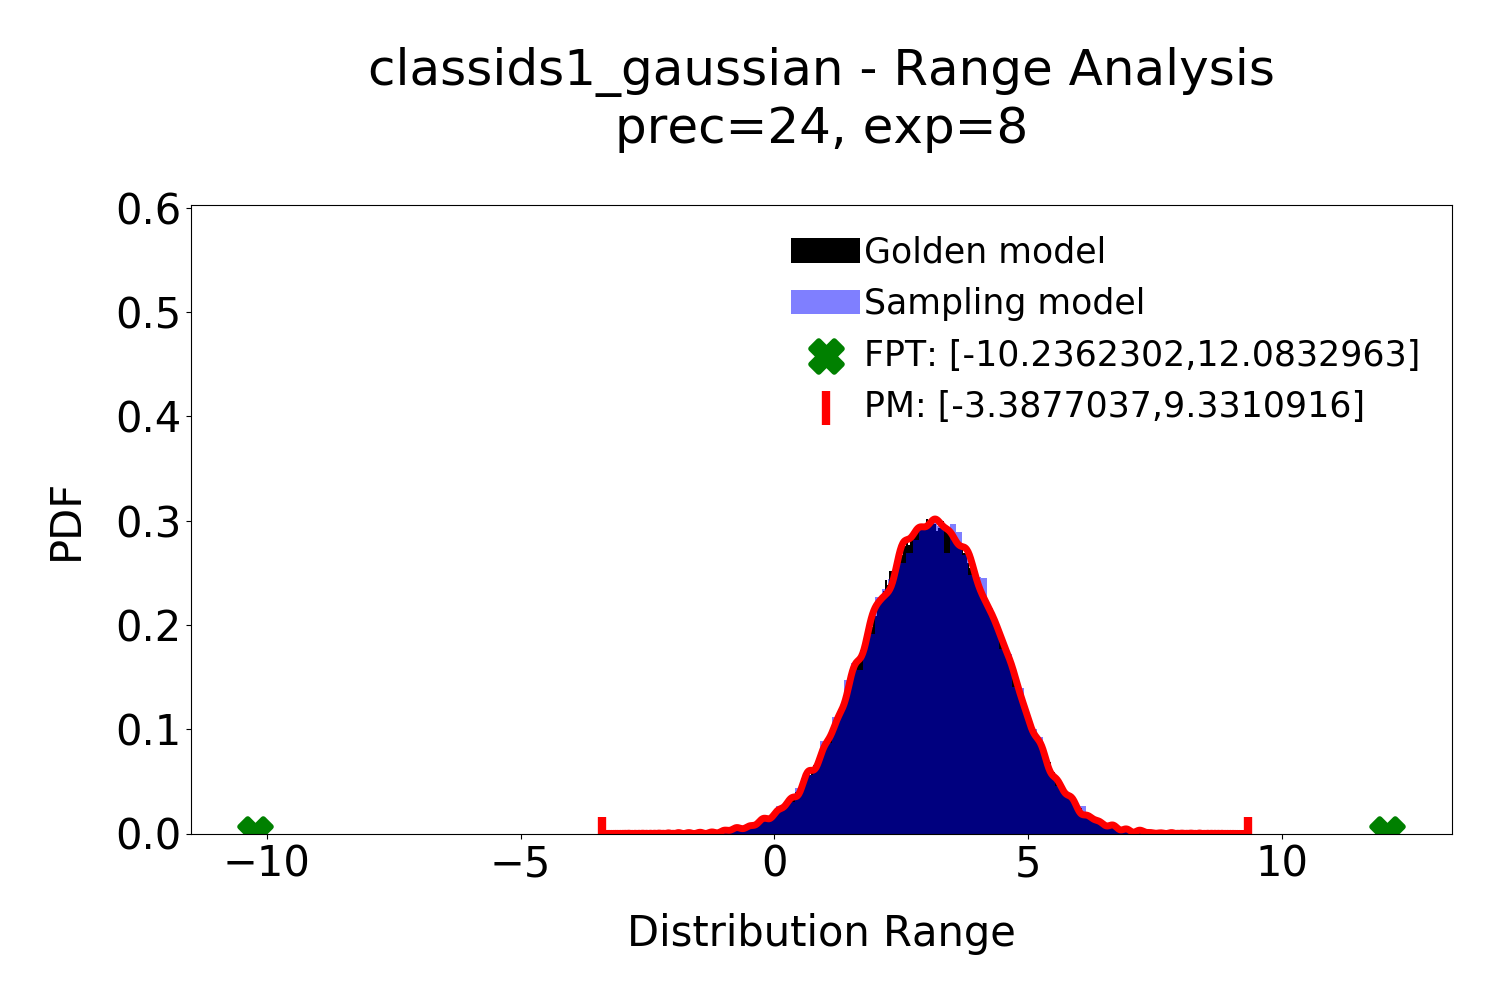 classids1_gaussian - Range Analysis
prec=24, exp=8
0.6
0.5
0.4
0.3
0.2
0.1
0.0
PDF
Golden model
Sampling model
FPT: [-10.2362302,12.0832963]
PM: [-3.3877037,9.3310916]
−10
−5
0
5
10
Distribution Range